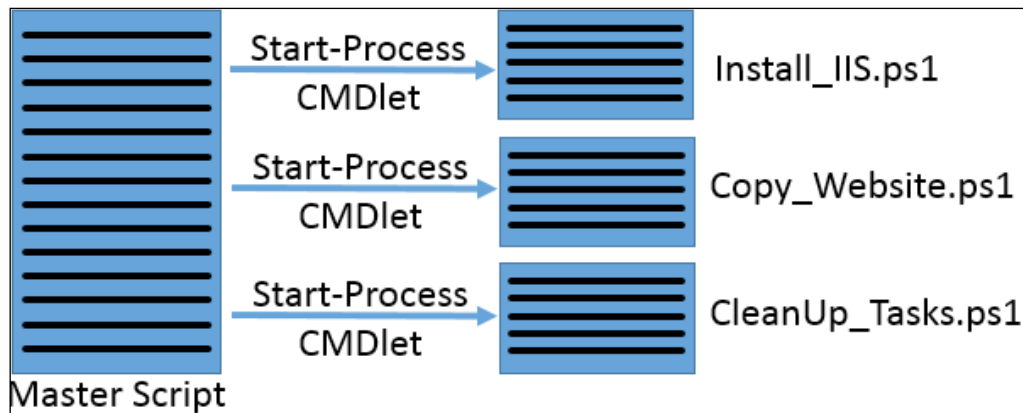 Start-Process
CMDlet
Install_IIS.ps1
Start-Process
CMDlet
Copy_Website.ps1
Start-Process
CMDlet
CleanUp_Tasks.ps1
Master Script